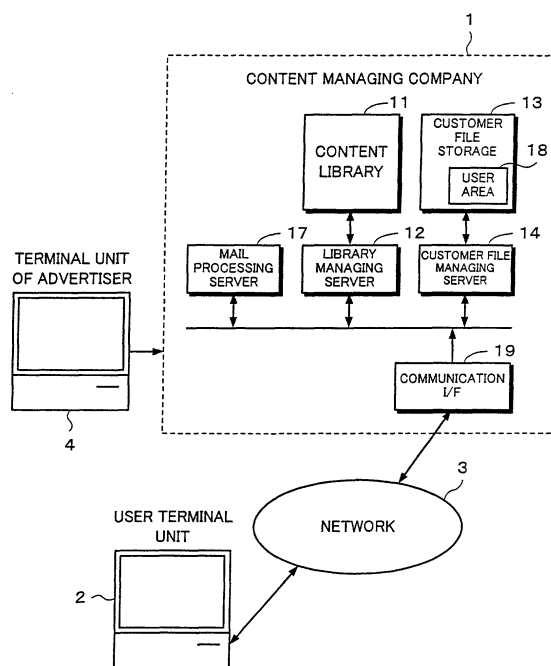 1
CONTENT MANAGING COMPANY
11
13
CONTENT
LIBRARY
CUSTOMER
FILE
STORAGE
18
USER
AREA
17
12
14
MAIL
PROCESSING
SERVER
LIBRARY
MANAGING
SERVER
CUSTOMER FILE
MANAGING
SERVER
TERMINAL UNIT
OF ADVERTISER
4
19
COMMUNICATION
I/F
3
NETWORK
USER TERMINAL
UNIT
2